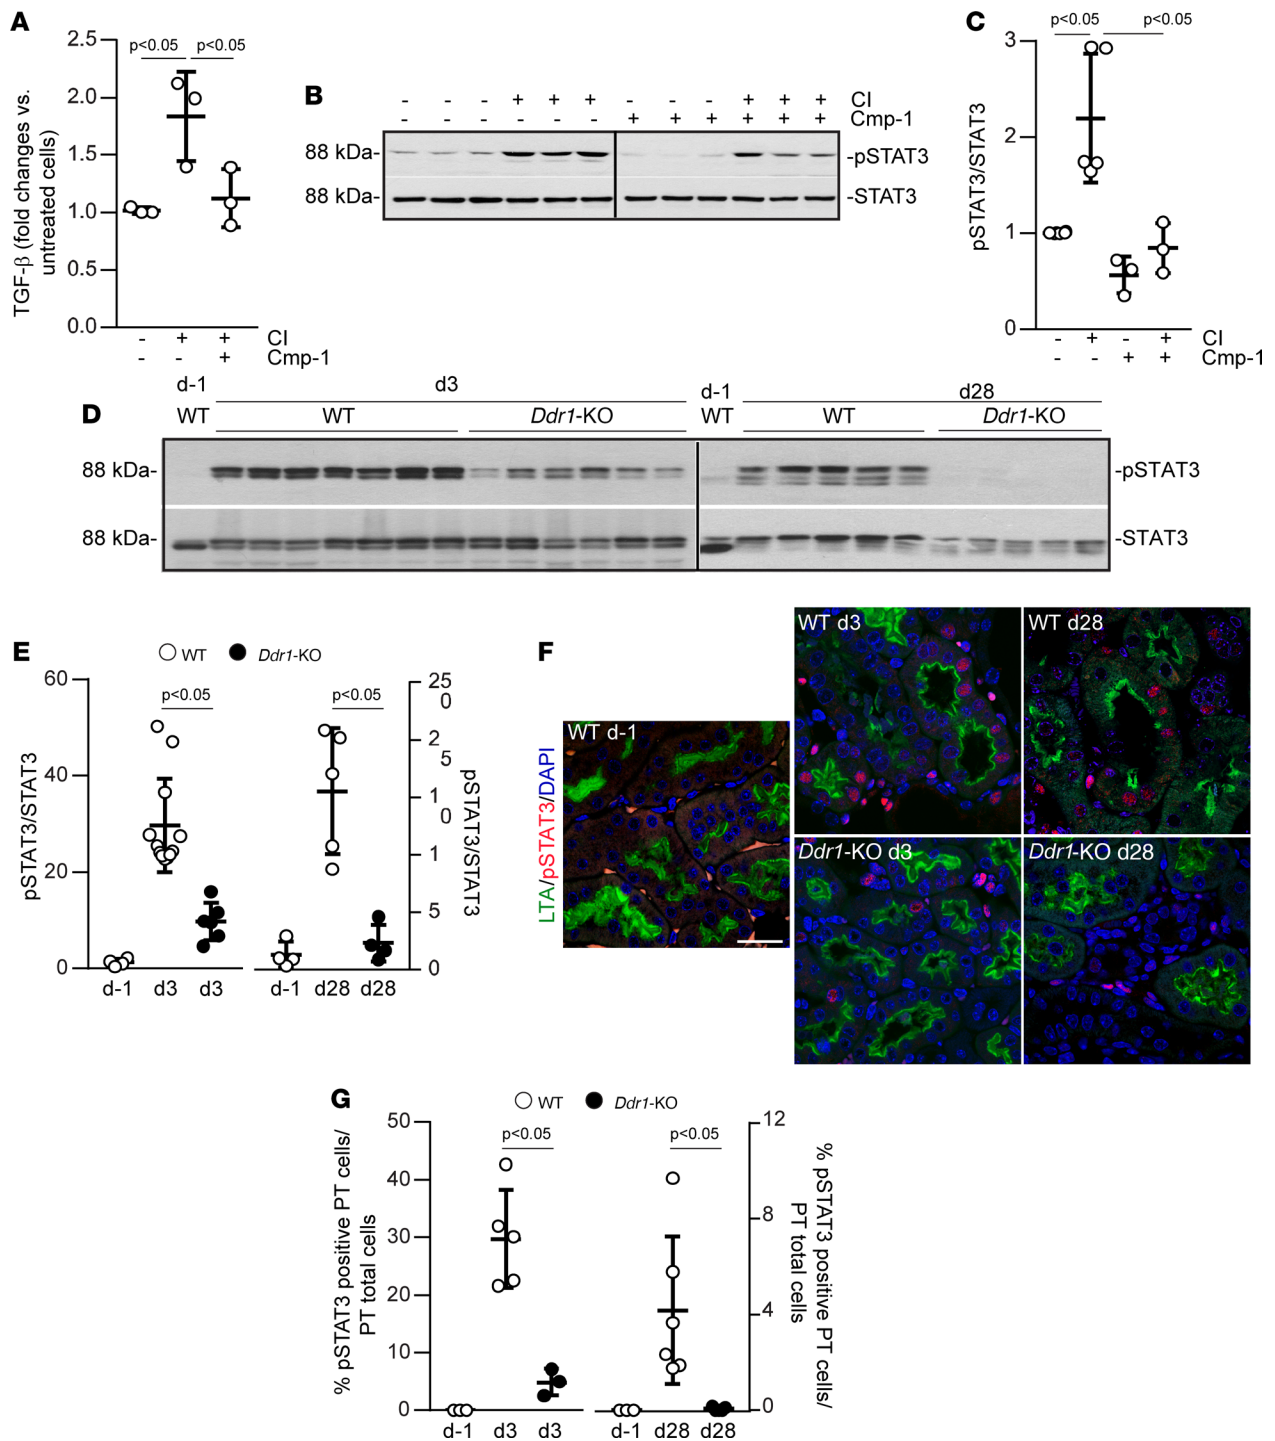 A
2.5
2.0
1.5
1.0
0.5
0.0
TGF-β (fold changes vs.
untreated cells)
p<0.05 p<0.05
- + + CI
- - + Cmp-1
B
- - - + + + - - - + + + CI
- - - - - - + + + + + + Cmp-1
88 kDa- -pSTAT3
88 kDa- -STAT3
C
p<0.05 p<0.05
3
2
1
0
pSTAT3/STAT3
- + - + CI
- - + + Cmp-1
D
d-1 d3 d-1 d28
WT WT Ddr1-KO WT WT Ddr1-KO
88 kDa- -pSTAT3
88 kDa- -STAT3
E
WT Ddr1-KO
60
40
20
0
pSTAT3/STAT3
p<0.05 p<0.05
25
0
2
5
1
0
1
5
0
pSTAT3/STAT3
d-1 d3 d3 d-1 d28 d28
F
LTA/pSTAT3/DAPI
WT d-1
WT d3
WT d28
Ddr1-KO d3
Ddr1-KO d28
G
WT Ddr1-KO
50
40
30
20
10
0
% pSTAT3 positive PT cells/
PT total cells
p<0.05 p<0.05
12
8
4
0
% pSTAT3 positive PT cells/
PT total cells
d-1 d3 d3 d-1 d28 d28